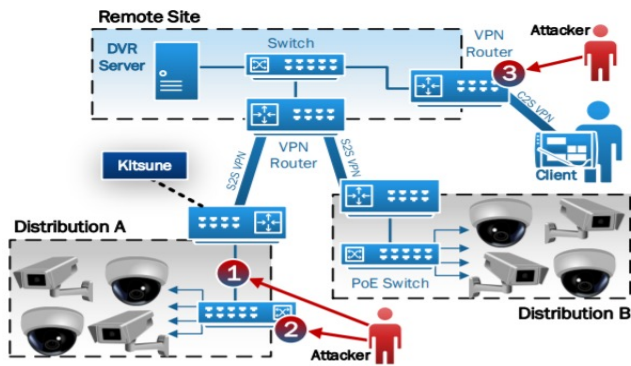 Remote Site
DVR
Server
Switch
VPN
Router
Attacker
3
C2S VPN
Client
VPN
Router
S2S VPN
S2S VPN
Kitsune
Distribution A
1
2
Attacker
PoE Switch
Distribution B